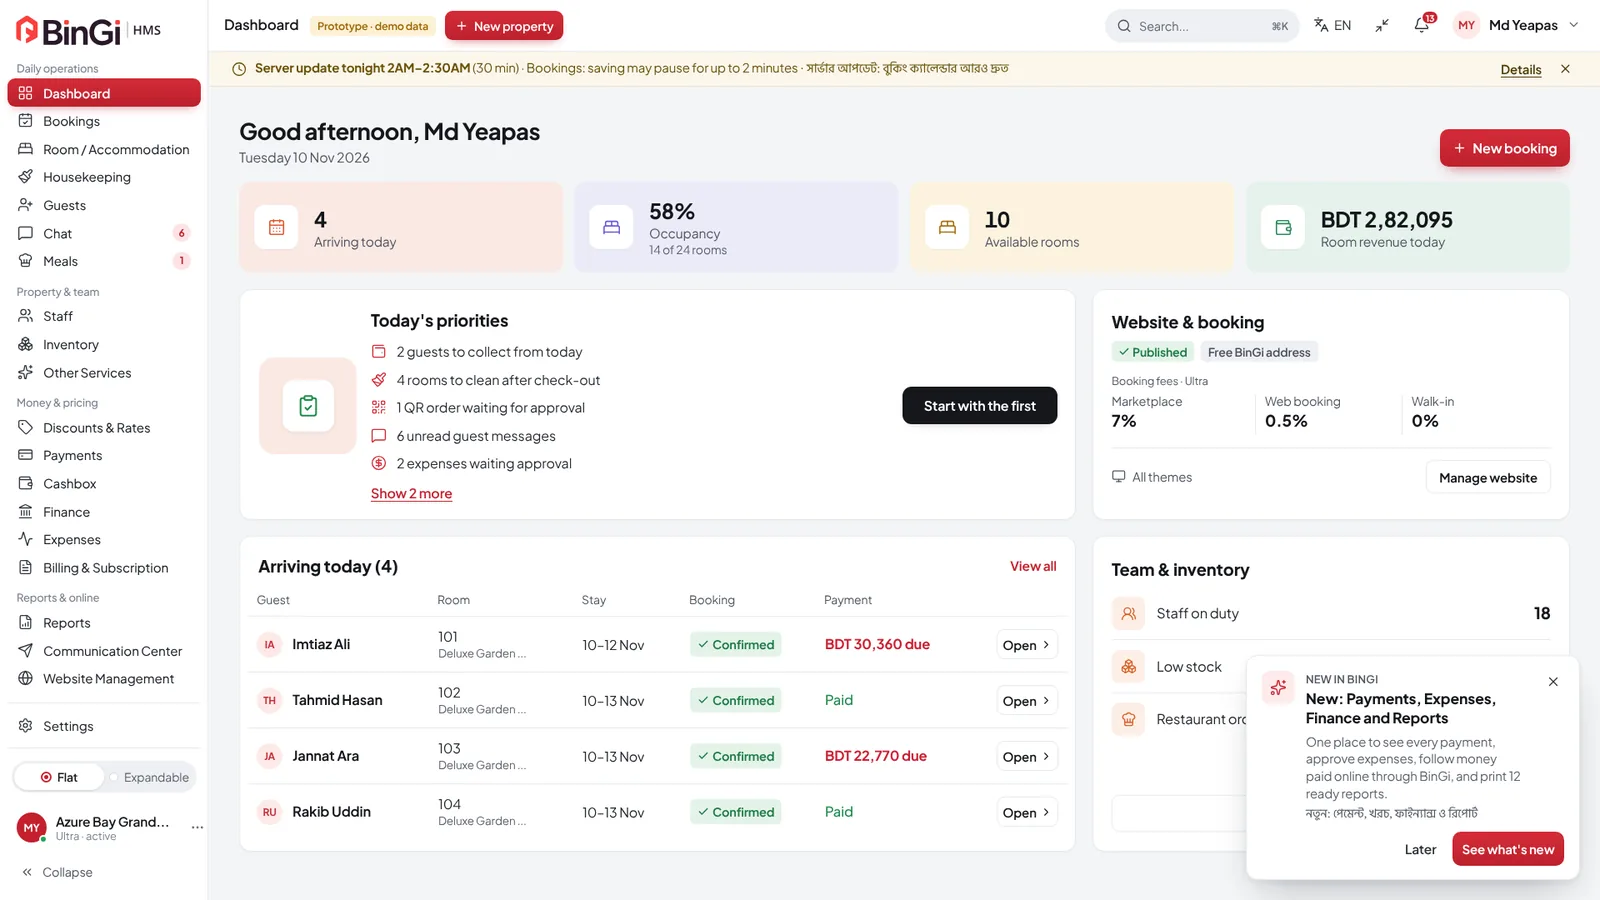 BinGi HMS
Daily operations
Dashboard
Bookings
Room / Accommodation
Housekeeping
Guests
Chat 6
Meals 1
Property & team
Staff
Inventory
Other Services
Money & pricing
Discounts & Rates
Payments
Cashbox
Finance
Expenses
Billing & Subscription
Reports & online
Reports
Communication Center
Website Management
Settings
Flat Expandable
MY Azure Bay Grand...
Ultra · active
Collapse
Dashboard Prototype · demo data + New property Search... ⌘K EN 13 MY Md Yeapas
Server update tonight 2AM–2:30AM (30 min) · Bookings: saving may pause for up to 2 minutes · সার্ভার আপডেট: বুকিং ক্যালেন্ডার আরও দ্রুত Details
Good afternoon, Md Yeapas
Tuesday 10 Nov 2026
+ New booking
4
Arriving today
58%
Occupancy
14 of 24 rooms
10
Available rooms
BDT 2,82,095
Room revenue today
Today's priorities
2 guests to collect from today
4 rooms to clean after check-out
1 QR order waiting for approval
6 unread guest messages
2 expenses waiting approval
Show 2 more
Start with the first
Website & booking
Published Free BinGi address
Booking fees · Ultra
Marketplace Web booking Walk-in
7% 0.5% 0%
All themes Manage website
Arriving today (4) View all
Guest Room Stay Booking Payment
IA Imtiaz Ali 101 10–12 Nov Confirmed BDT 30,360 due Open
Deluxe Garden ...
TH Tahmid Hasan 102 10–13 Nov Confirmed Paid Open
Deluxe Garden ...
JA Jannat Ara 103 10–13 Nov Confirmed BDT 22,770 due Open
Deluxe Garden ...
RU Rakib Uddin 104 10–13 Nov Confirmed Paid Open
Deluxe Garden ...
Team & inventory
Staff on duty 18
Low stock
Restaurant
NEW IN BINGI
New: Payments, Expenses,
Finance and Reports
One place to see every payment,
approve expenses, follow money
paid online through BinGi, and print 12
ready reports.
নতুন: পেমেন্ট, খরচ, ফাইন্যান্স ও রিপোর্ট
Later See what's new